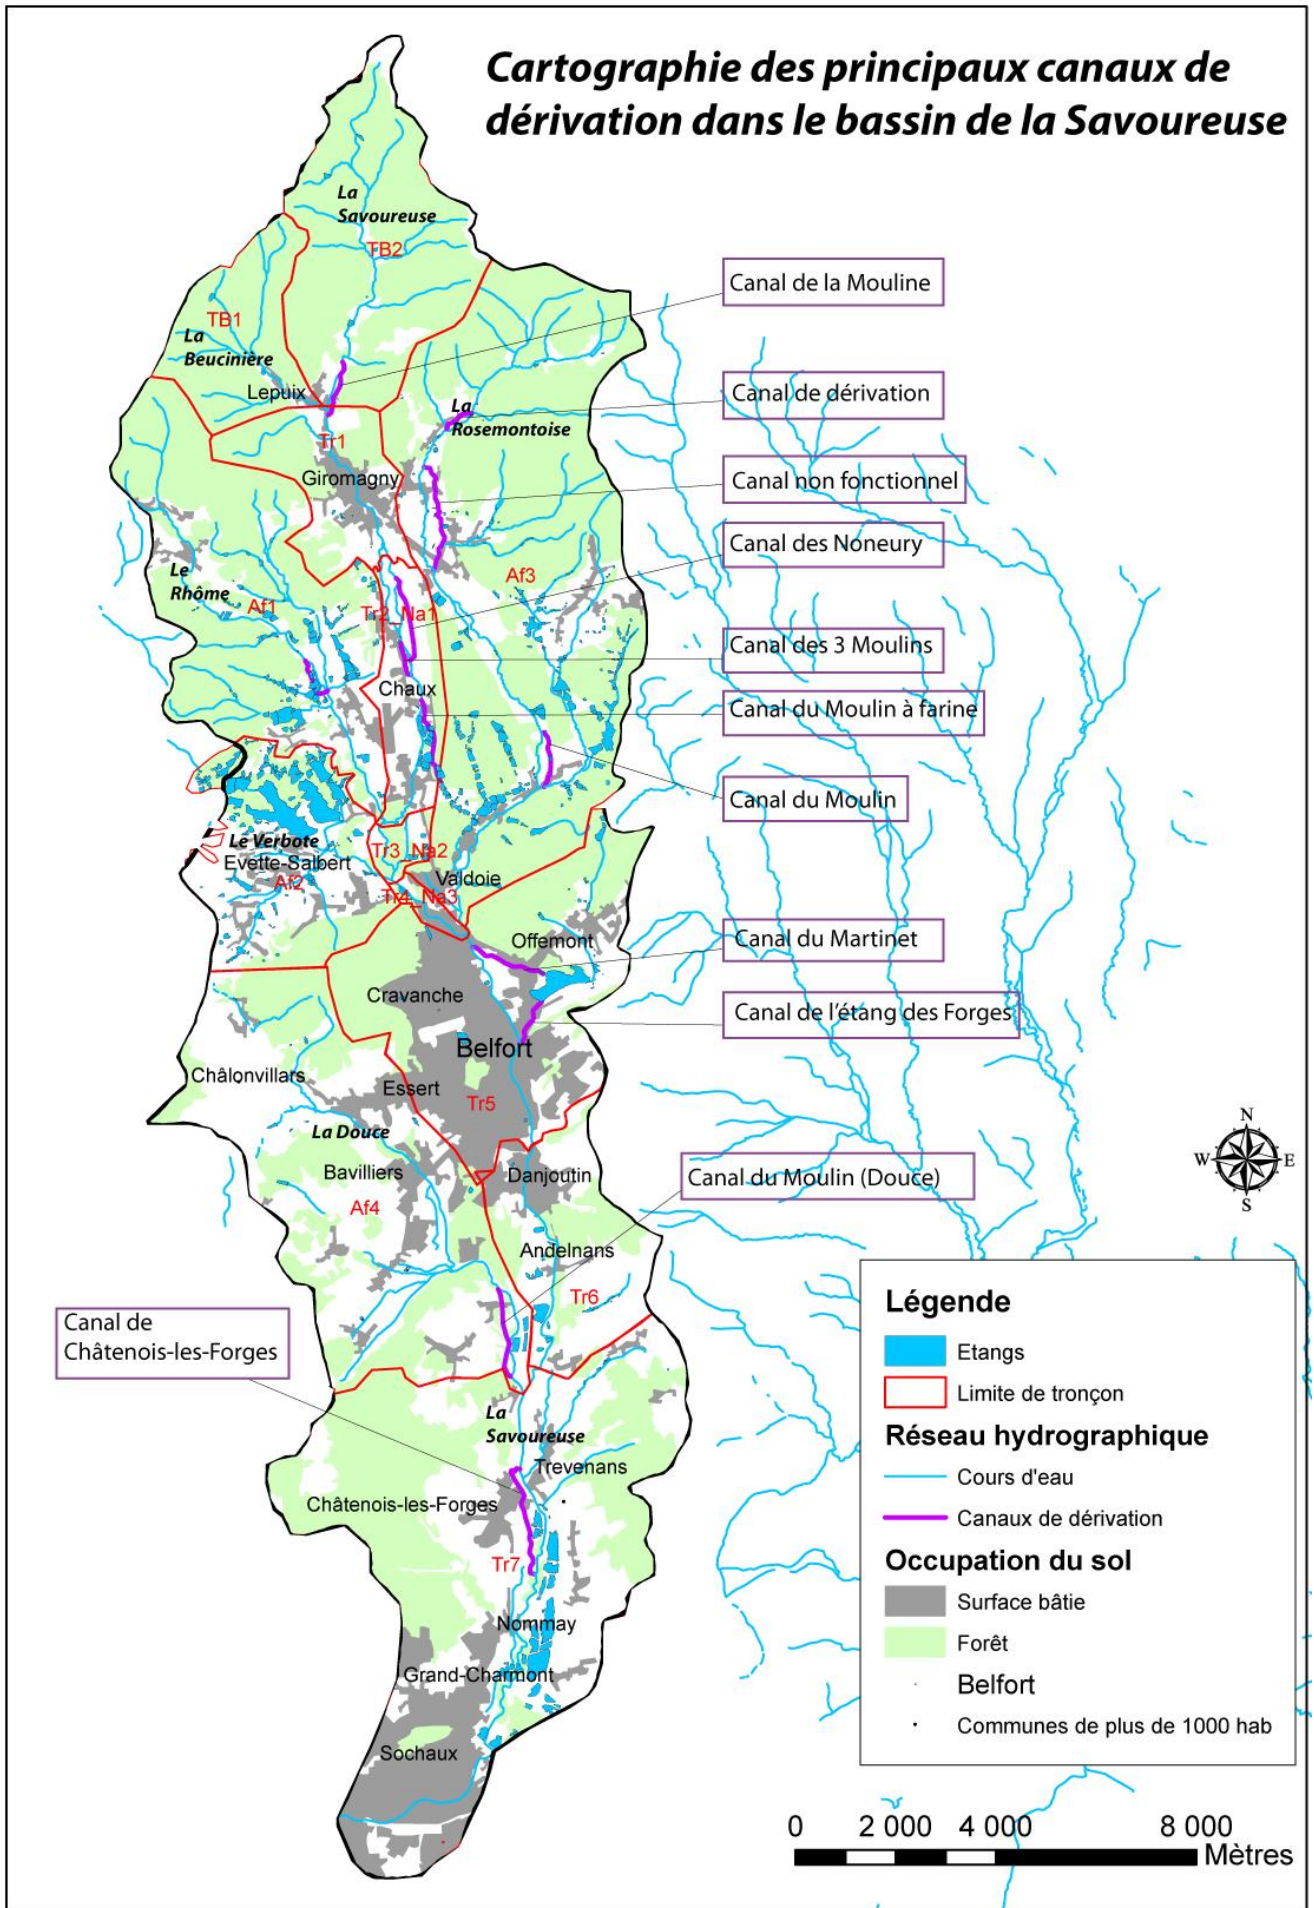 Cartographie des principaux canaux de
dérivation dans le bassin de la Savoureuse
La
Savoureuse
TB2
Canal de la Mouline
TB1
La
Beucinière
Lepuix
Canal de dérivation
La
Rosemontoise
Tr1
Giromagny
Canal non fonctionnel
Canal des Noneury
Le
Rhôme
Af3
Af1
Tr2_Na1
Canal des 3 Moulins
Chaux
Canal du Moulin à farine
Canal du Moulin
Le Verbote
Evette-Salbert
Af2
Tr3_Na2
Valdoie
Tr4_Na3
Offemont
Canal du Martinet
Cravanche
Canal de l'étang des Forges
Belfort
Châlonvillars
Essert
Tr5
La Douce
Bavilliers
Danjoutin
Canal du Moulin (Douce)
Af4
Andelnans
Tr6
N
W
E
S
Canal de
Châtenois-les-Forges
La
Savoureuse
Trevenans
Châtenois-les-Forges
Tr7
Nommay
Grand-Charmont
Sochaux
Légende
Etangs
Limite de tronçon
Réseau hydrographique
Cours d'eau
Canaux de dérivation
Occupation du sol
Surface bâtie
Forêt
Belfort
Communes de plus de 1000 hab
0 2 000 4 000 8 000
Mètres